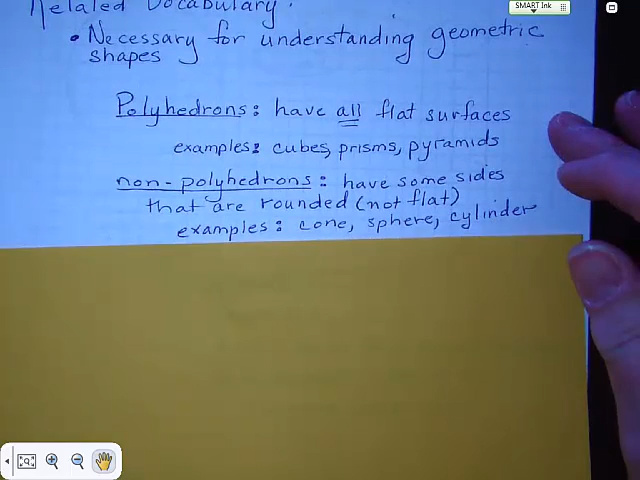 Related Vocabulary.
SMART Ink
• Necessary for understanding geometric
shapes
Polyhedrons: have all flat surfaces
examples: cubes, prisms, pyramids
non-polyhedrons: have some sides
that are rounded (not flat)
examples: cone, sphere, cylinder